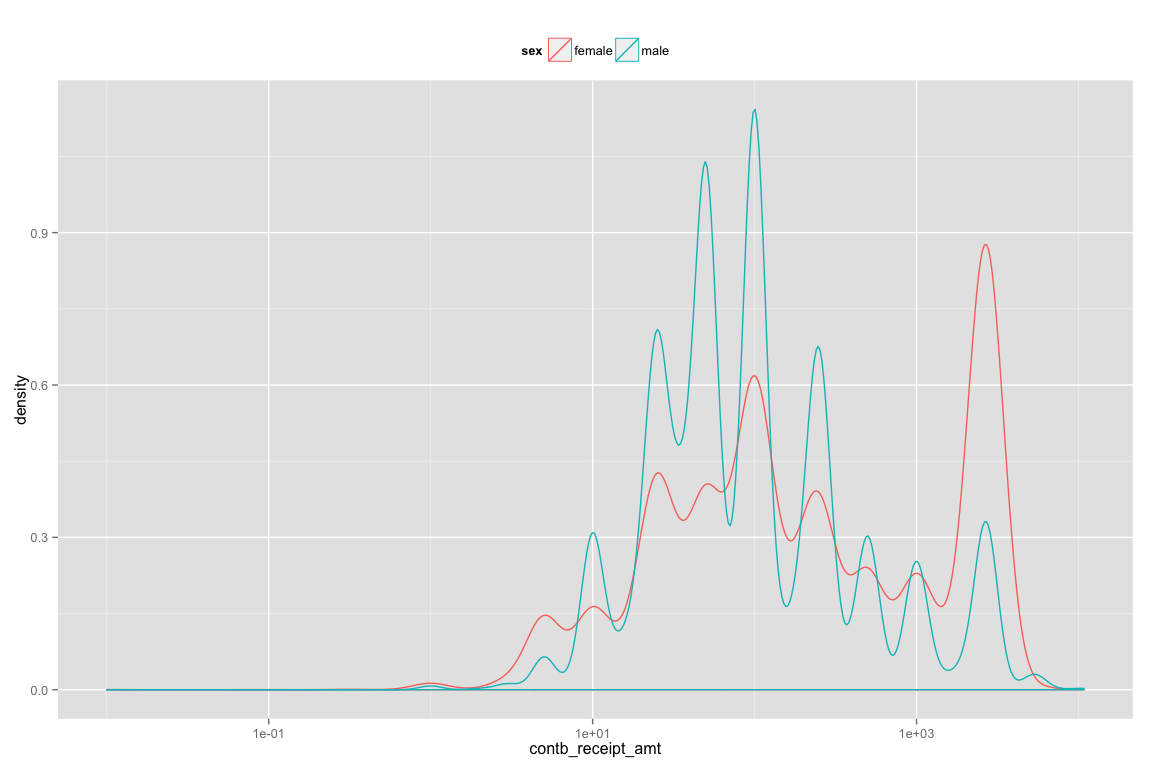 sex female male
0.9
0.6
0.3
0.0
density
1e-01 1e+01 1e+03
contb_receipt_amt